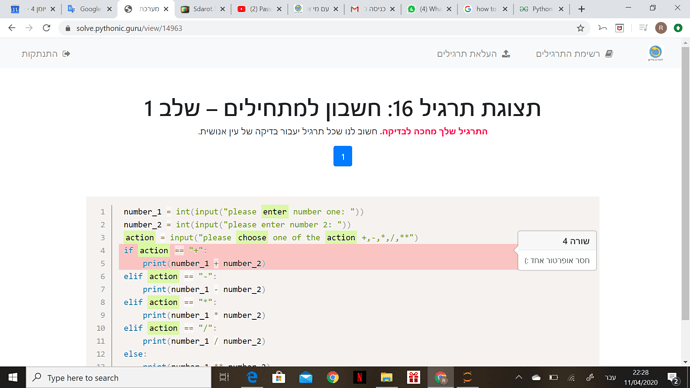 חמן 4 -
Google
מערכת
Sdarot
(2) Pas
עם מיי
כניסה ר
(4) Wha
how to
Python
solve.pythonic.guru/view/14963
R
רשימת התרגילים
העלאת תרגילים
התנתקות
תצוגת תרגיל 16: חשבון למתחילים – שלב 1
התרגיל שלך מחכה לבדיקה. חשוב לנו שכל תרגיל יעבור בדיקה של עין אנושית.
1
1 number_1 = int(input("please enter number one: "))
2 number_2 = int(input("please enter number 2: "))
3 action = input("please choose one of the action +,-,*,/,**")
4 if action == "+":
5 print(number_1 + number_2)
6 elif action == "-":
7 print(number_1 - number_2)
8 elif action == "*":
9 print(number_1 * number_2)
10 elif action == "/":
11 print(number_1 / number_2)
12 else:
שורה 4
חסר אופרטור אחד :)
Type here to search
עבר
22:28
11/04/2020
2